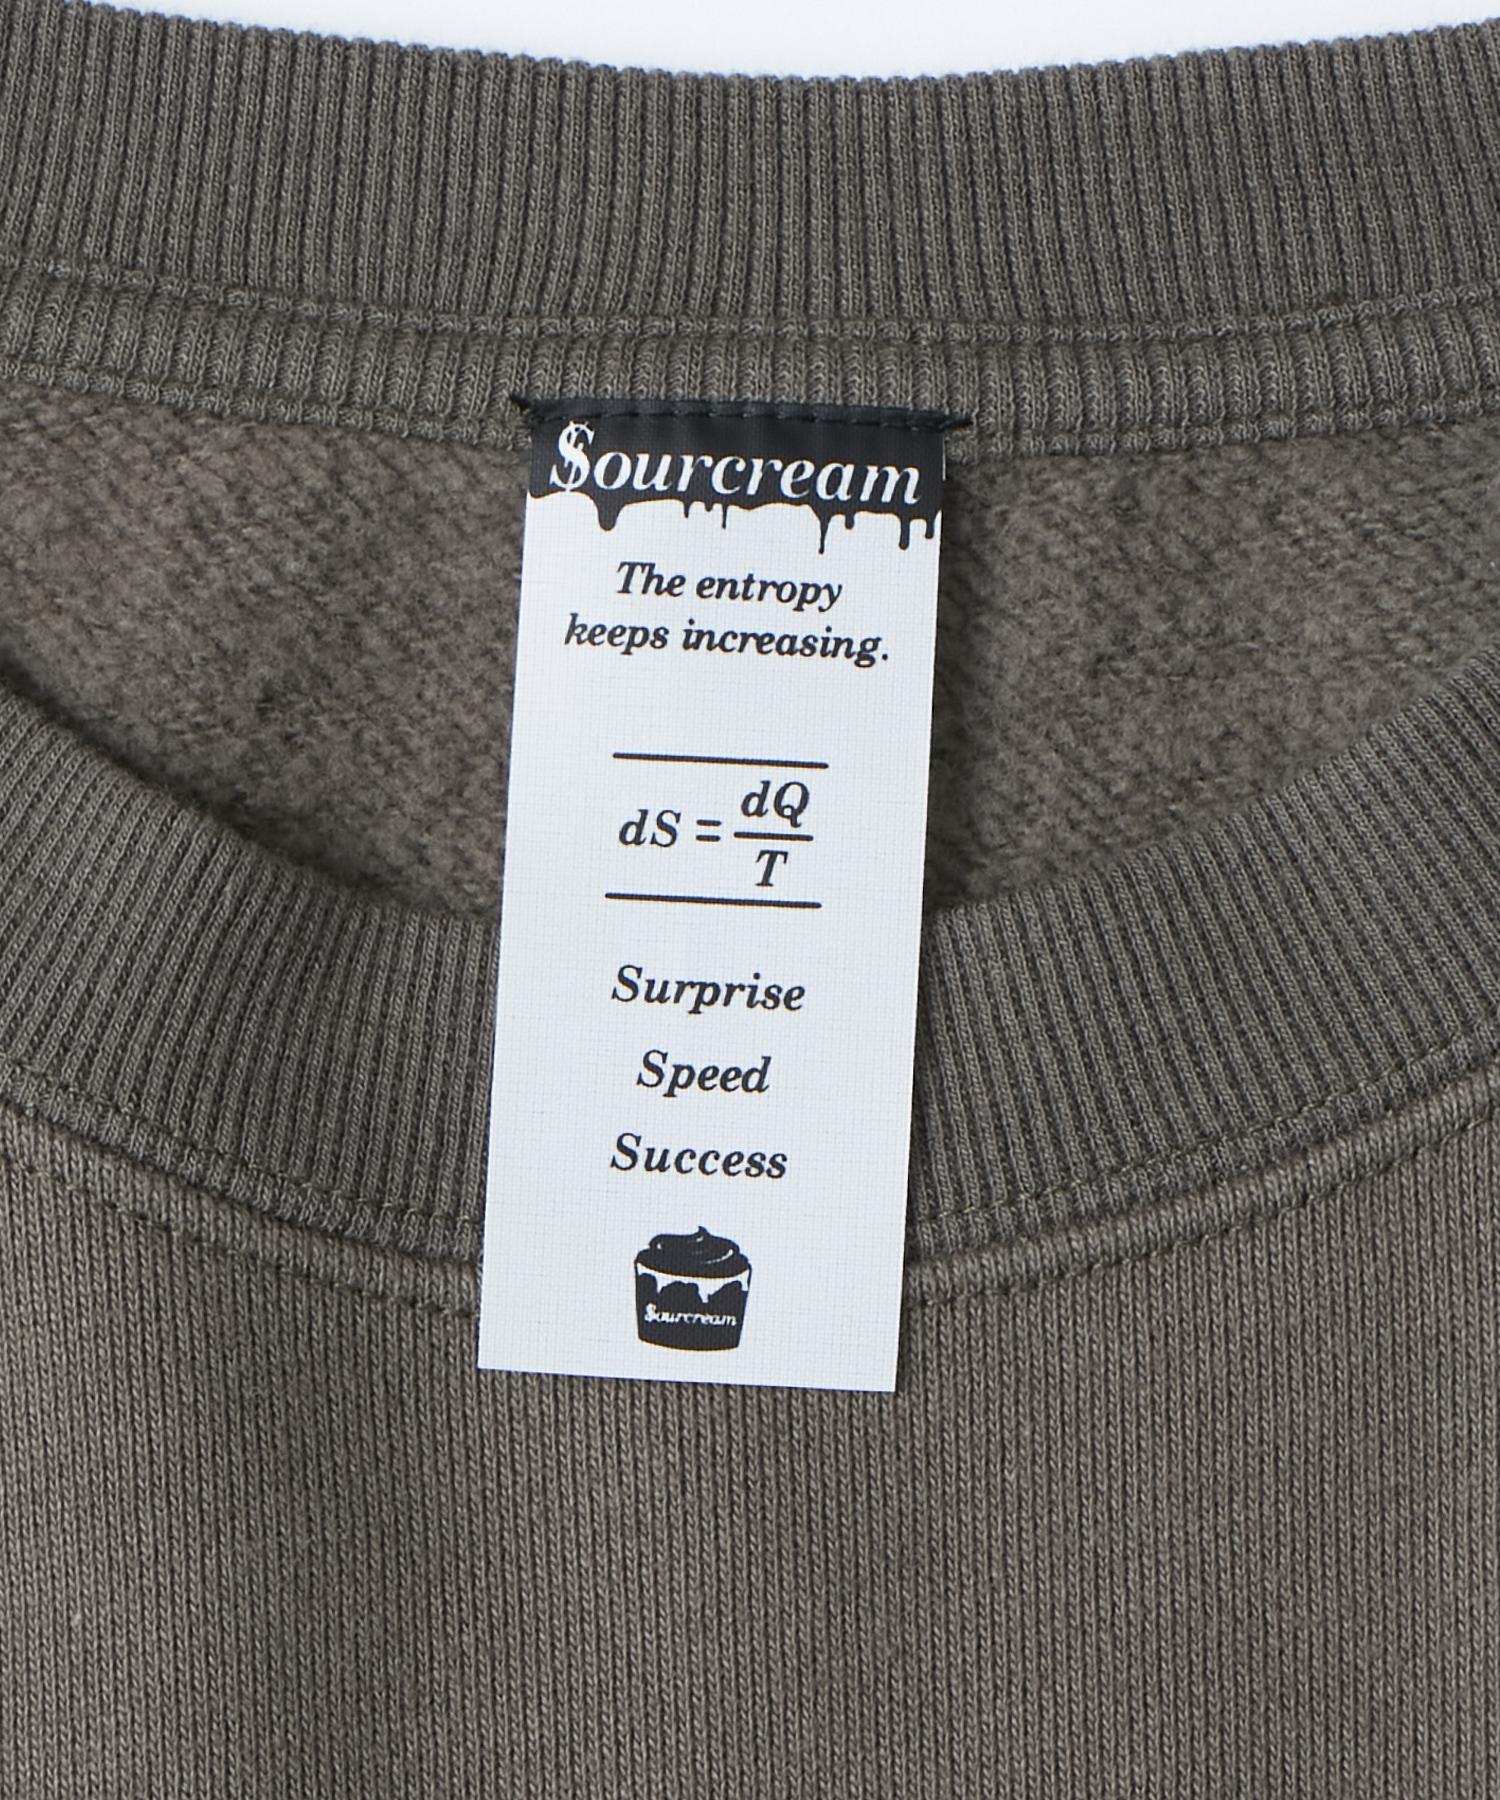 $ourcream
The entropy
keeps increasing.
dS = dQ/T
Surprise
Speed
Success
$ourcream